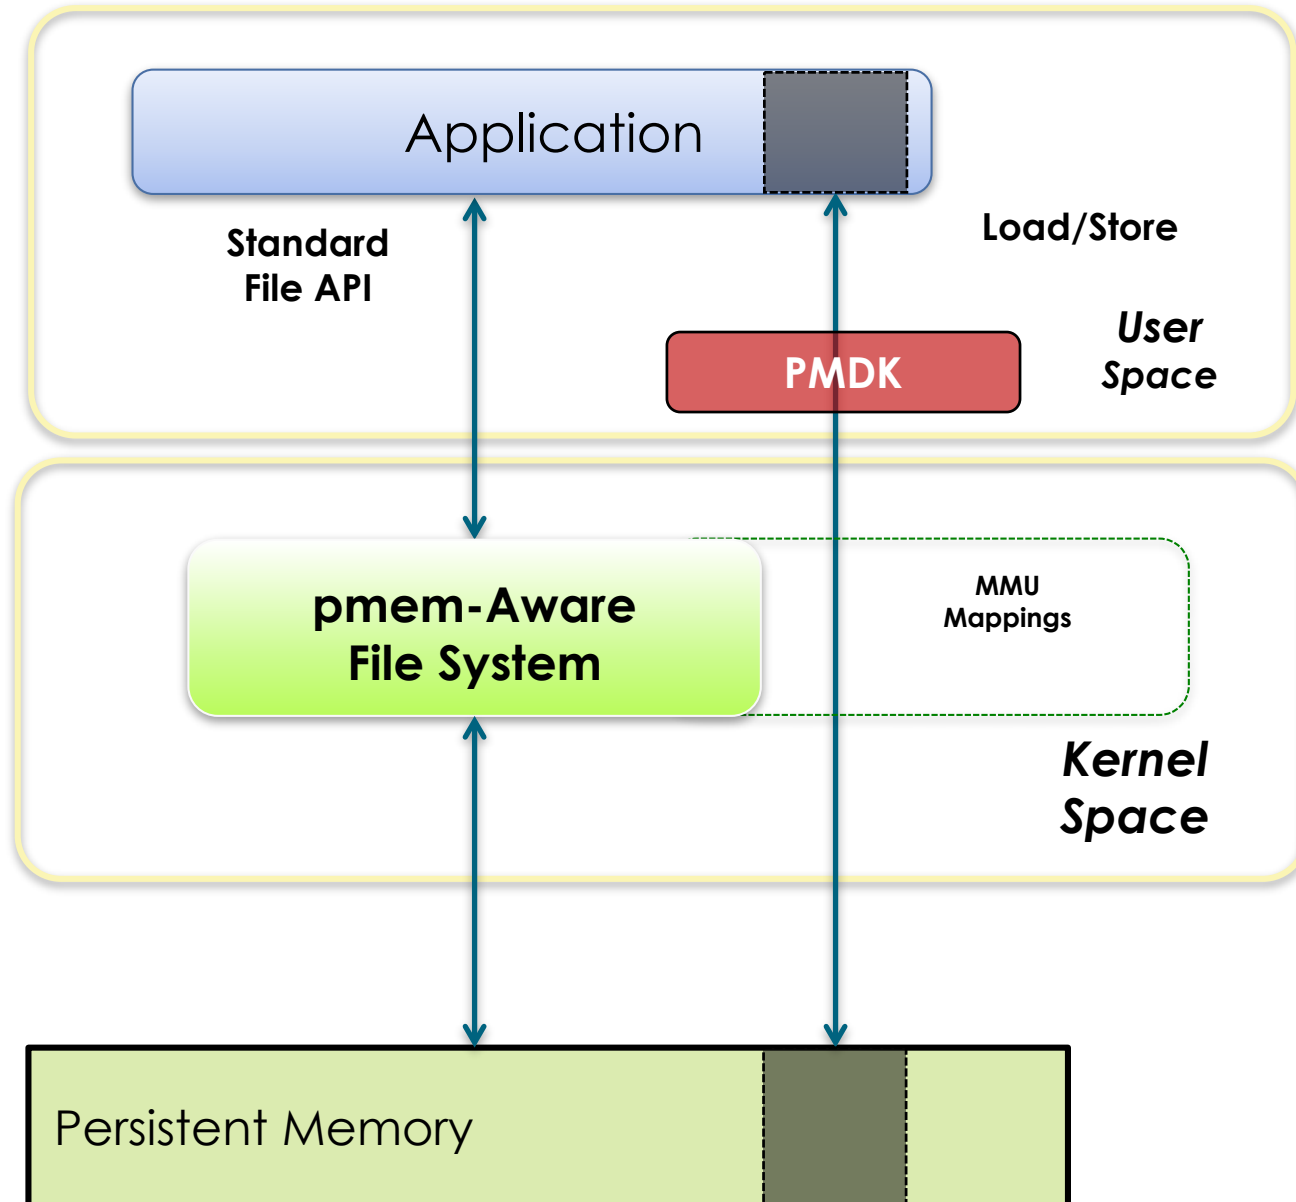 Application
Standard
File API
Load/Store
User
Space
PMDK
pmem-Aware
File System
MMU
Mappings
Kernel
Space
Persistent Memory